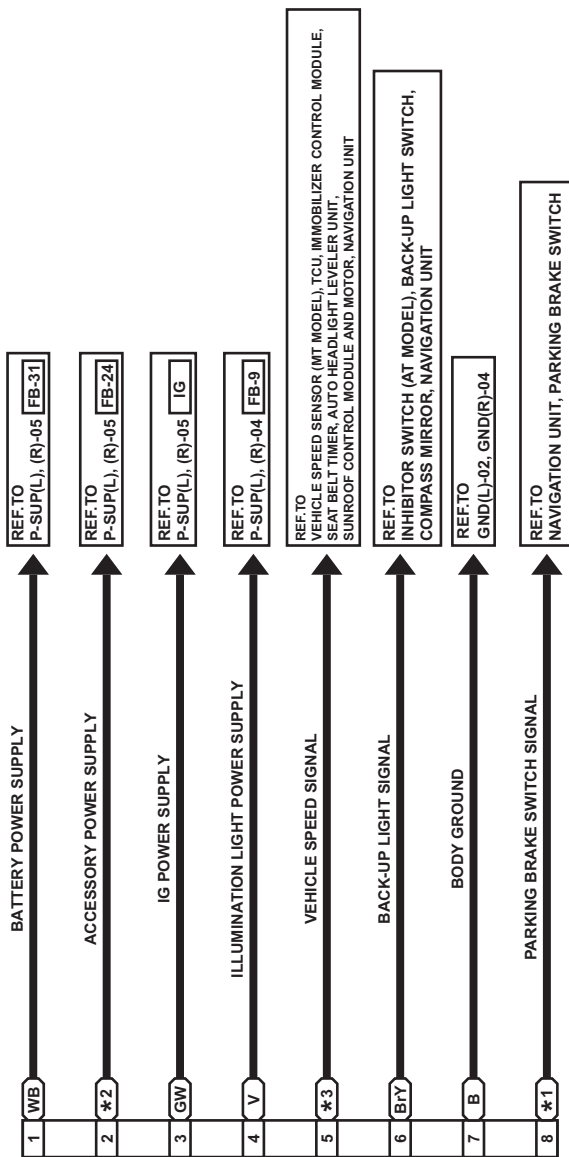 1 WB BATTERY POWER SUPPLY
REF.TO
P-SUP(L), (R)-05 FB-31
2 *2 ACCESSORY POWER SUPPLY
REF.TO
P-SUP(L), (R)-05 FB-24
3 GW IG POWER SUPPLY
REF.TO
P-SUP(L), (R)-05 IG
4 V ILLUMINATION LIGHT POWER SUPPLY
REF.TO
P-SUP(L), (R)-04 FB-9
5 *3 VEHICLE SPEED SIGNAL
REF.TO
VEHICLE SPEED SENSOR (MT MODEL), TCU, IMMOBILIZER CONTROL MODULE,
SEAT BELT TIMER, AUTO HEADLIGHT LEVELER UNIT,
SUNROOF CONTROL MODULE AND MOTOR, NAVIGATION UNIT
6 BrY BACK-UP LIGHT SIGNAL
REF.TO
INHIBITOR SWITCH (AT MODEL), BACK-UP LIGHT SWITCH,
COMPASS MIRROR, NAVIGATION UNIT
7 B BODY GROUND
REF.TO
GND(L)-02, GND(R)-04
8 *1 PARKING BRAKE SWITCH SIGNAL
REF.TO
NAVIGATION UNIT, PARKING BRAKE SWITCH